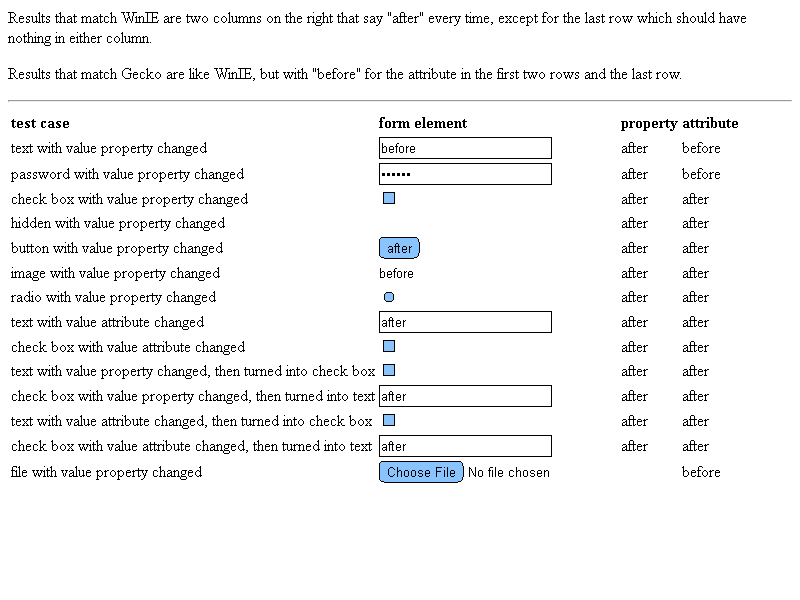 Results that match WinIE are two columns on the right that say "after" every time, except for the last row which should have
nothing in either column.
Results that match Gecko are like WinIE, but with "before" for the attribute in the first two rows and the last row.
test case form element property attribute
text with value property changed before after before
password with value property changed •••••• after before
check box with value property changed after after
hidden with value property changed after after
button with value property changed after after after
image with value property changed before after after
radio with value property changed after after
text with value attribute changed after after after
check box with value attribute changed after after
text with value property changed, then turned into check box after after
check box with value property changed, then turned into text after after after
text with value attribute changed, then turned into check box after after
check box with value attribute changed, then turned into text after after after
file with value property changed Choose File No file chosen before